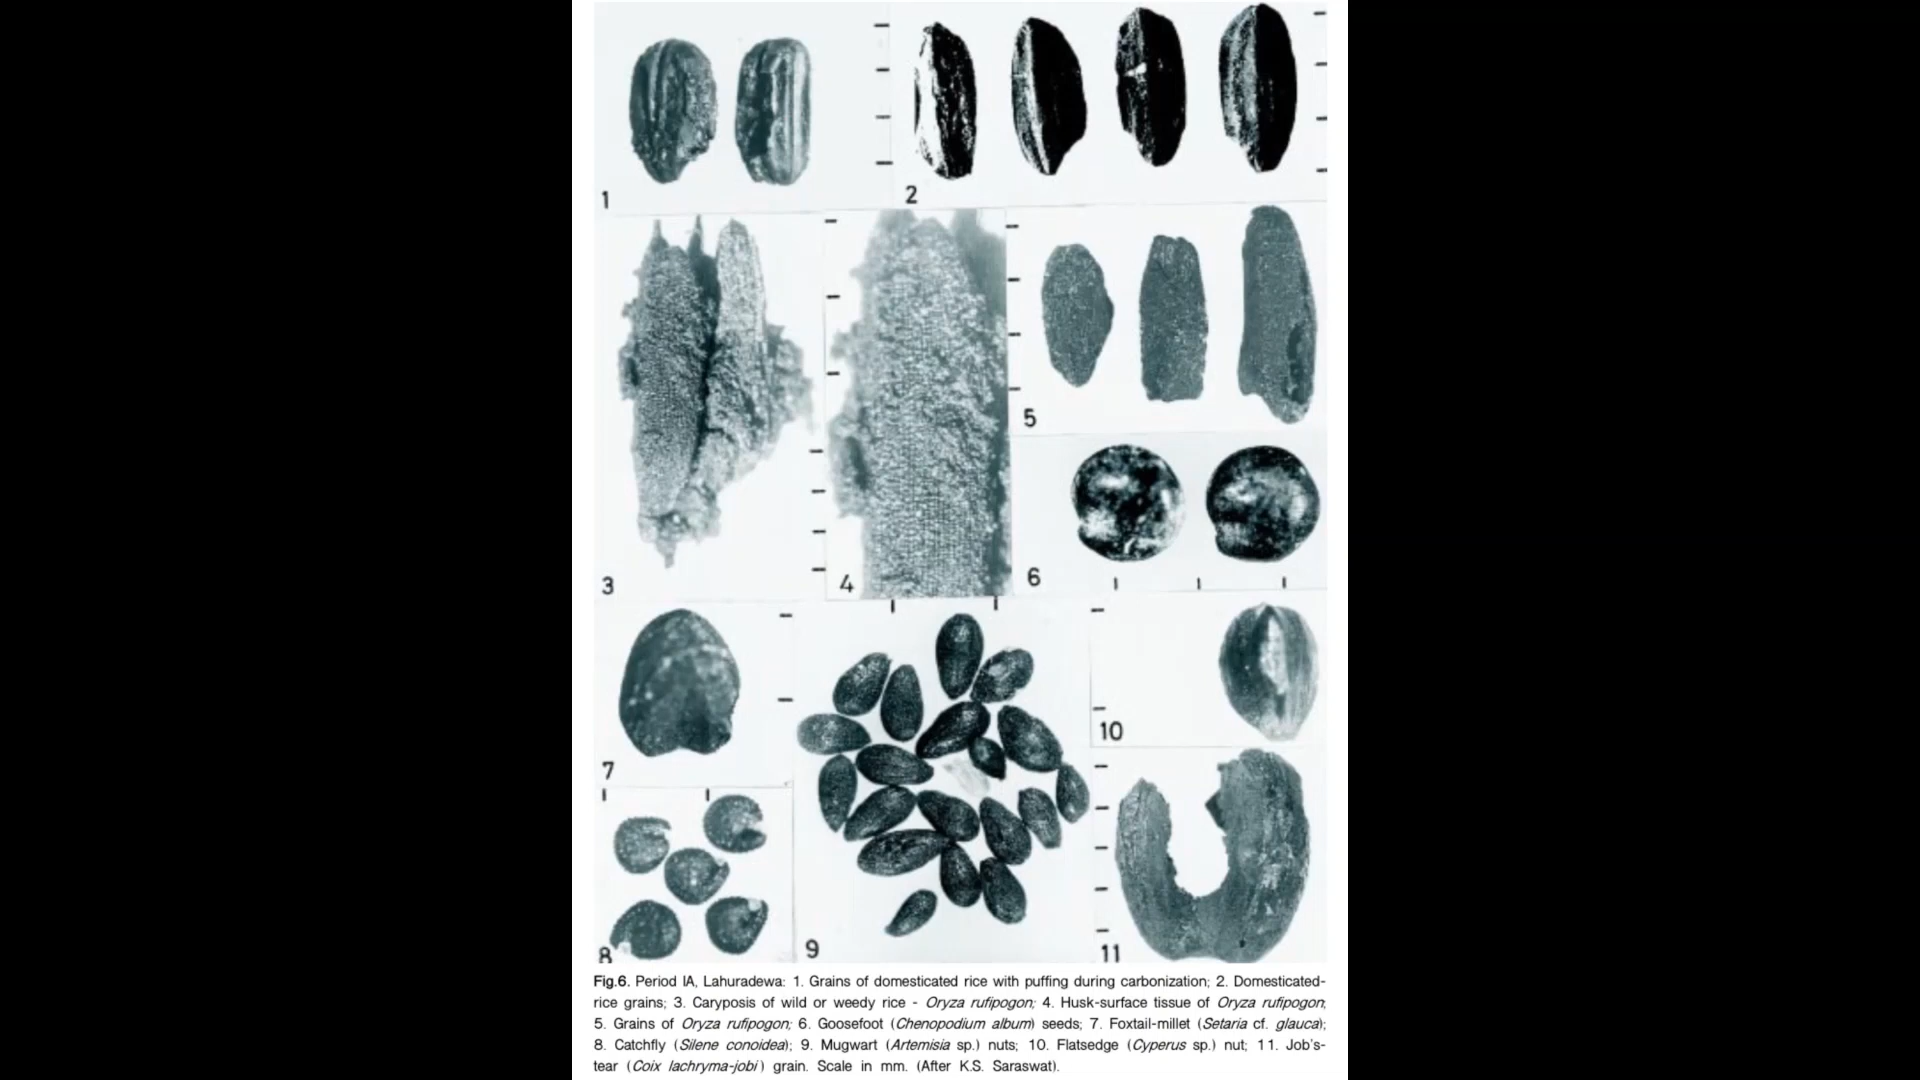 1
2
3
4
5
6
7
8
9
10
11
Fig.6. Period IA, Lahuradewa: 1. Grains of domesticated rice with puffing during carbonization; 2. Domesticated-
rice grains; 3. Caryposis of wild or weedy rice - Oryza rufipogon; 4. Husk-surface tissue of Oryza rufipogon;
5. Grains of Oryza rufipogon; 6. Goosefoot (Chenopodium album) seeds; 7. Foxtail-millet (Setaria cf. glauca);
8. Catchfly (Silene conoidea); 9. Mugwart (Artemisia sp.) nuts; 10. Flatsedge (Cyperus sp.) nut; 11. Job's-
tear (Coix lachryma-jobi) grain. Scale in mm. (After K.S. Saraswat).